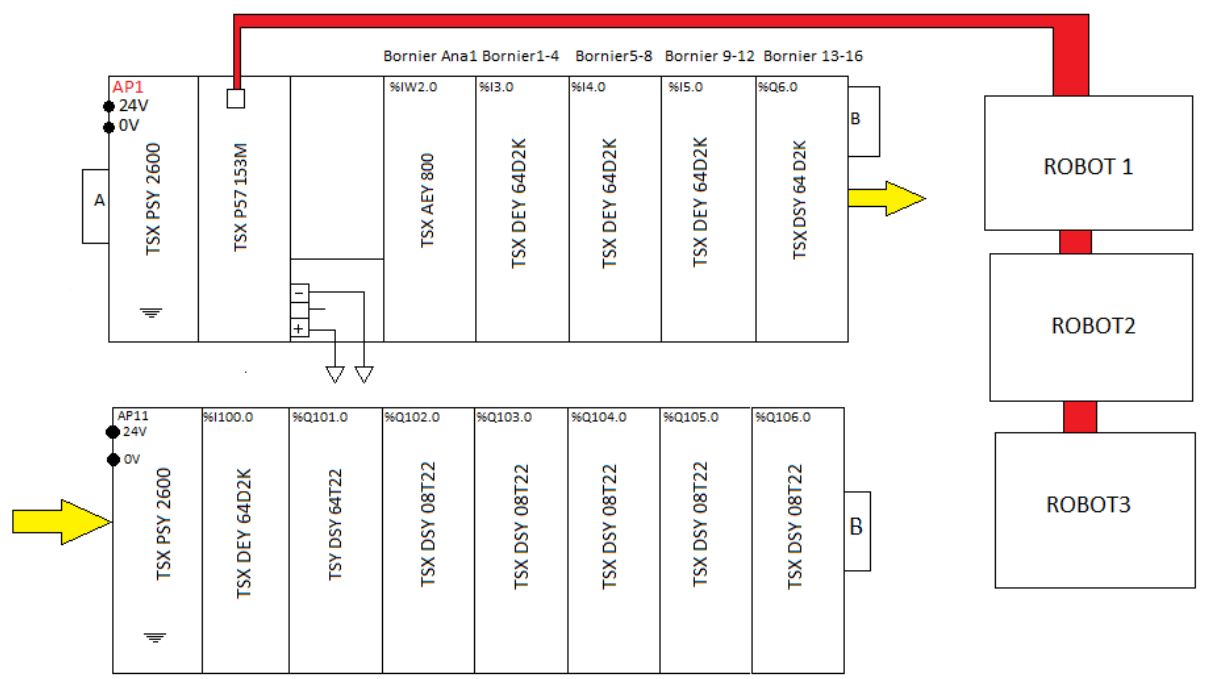 Bornier Ana1 Bornier1-4 Bornier5-8 Bornier 9-12 Bornier 13-16
AP1
24V
0V
A
TSX PSY 2600
TSX P57 153M
-
+
%IW2.0
TSX AEY 800
%I3.0
TSX DEY 64D2K
%I4.0
TSX DEY 64D2K
%I5.0
TSX DEY 64D2K
%Q6.0
TSX DSY 64 D2K
B
ROBOT 1
ROBOT2
ROBOT3
AP11
24V
0V
TSX PSY 2600
%I100.0
TSX DEY 64D2K
%Q101.0
TSY DSY 64T22
%Q102.0
TSX DSY 08T22
%Q103.0
TSX DSY 08T22
%Q104.0
TSX DSY 08T22
%Q105.0
TSX DSY 08T22
%Q106.0
TSX DSY 08T22
B